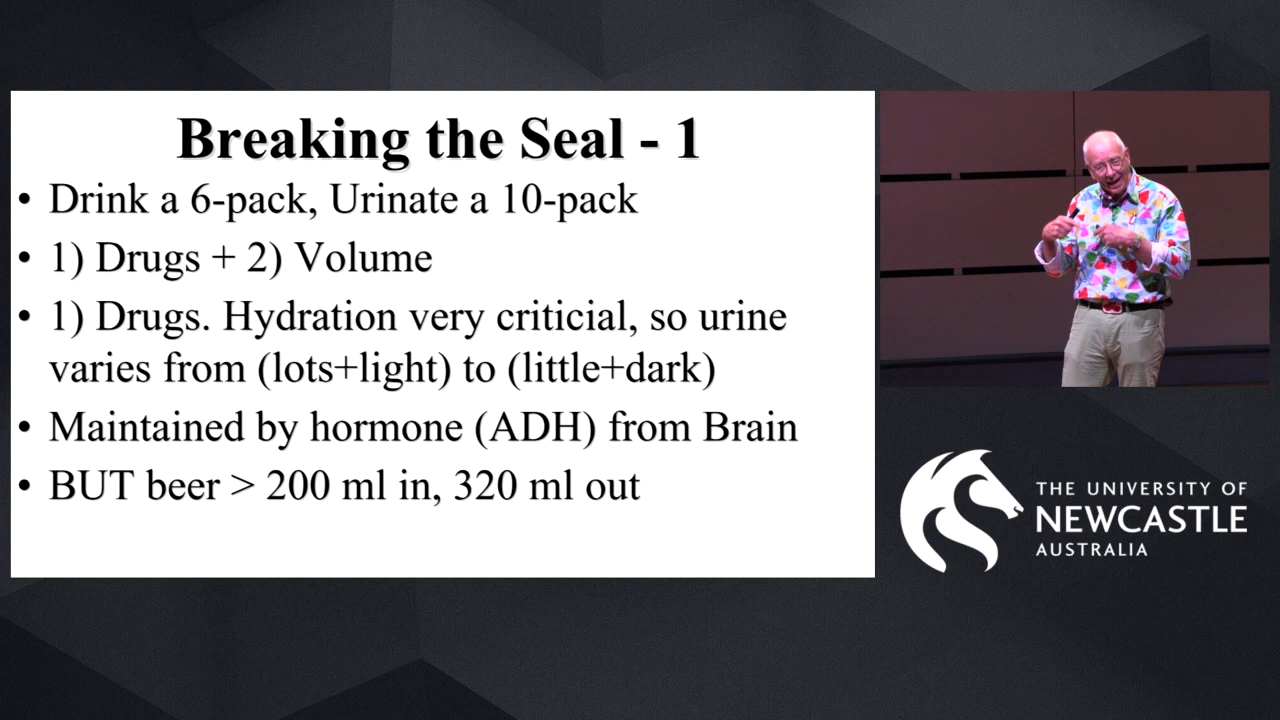 Breaking the Seal - 1
• Drink a 6-pack, Urinate a 10-pack
• 1) Drugs + 2) Volume
• 1) Drugs. Hydration very criticial, so urine
varies from (lots+light) to (little+dark)
• Maintained by hormone (ADH) from Brain
• BUT beer > 200 ml in, 320 ml out
THE UNIVERSITY OF
NEWCASTLE
AUSTRALIA